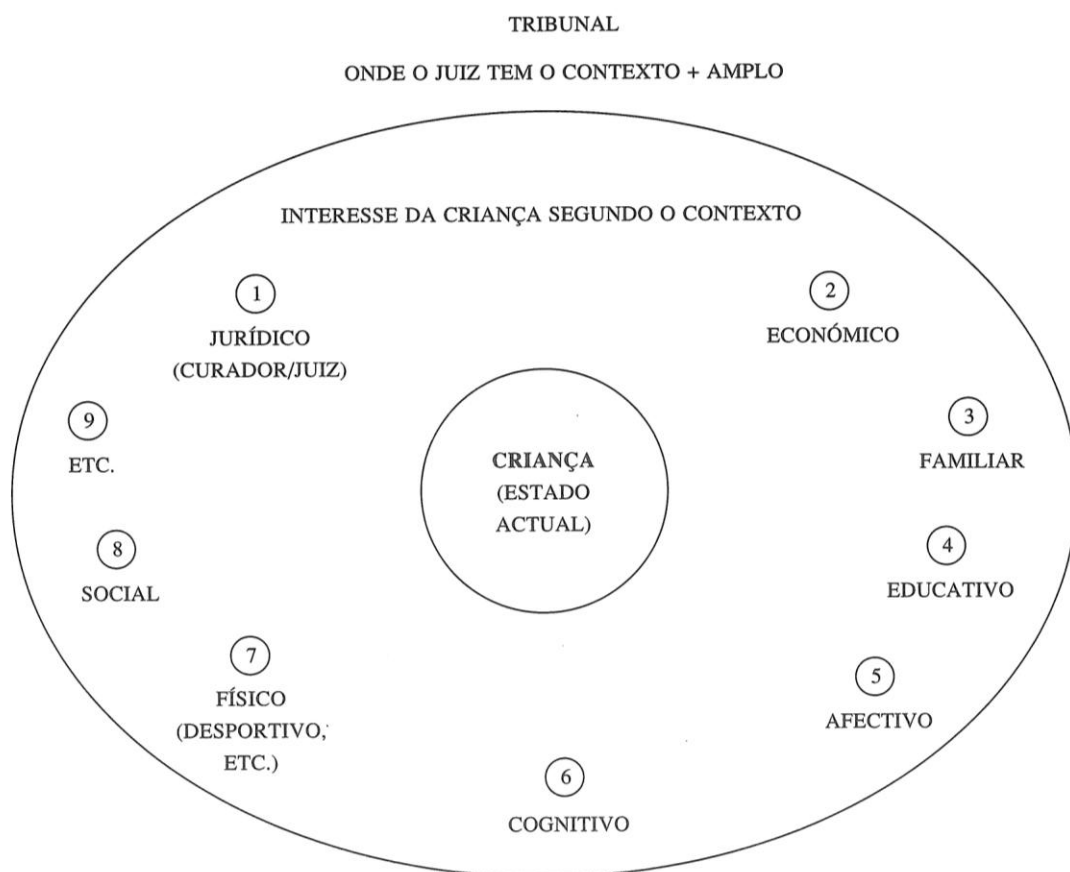 TRIBUNAL
ONDE O JUIZ TEM O CONTEXTO + AMPLO
INTERESSE DA CRIANÇA SEGUNDO O CONTEXTO
1
JURÍDICO
(CURADOR/JUIZ)
2
ECONÓMICO
3
FAMILIAR
4
EDUCATIVO
5
AFECTIVO
6
COGNITIVO
7
FÍSICO
(DESPORTIVO,
ETC.)
8
SOCIAL
9
ETC.
CRIANÇA
(ESTADO
ACTUAL)